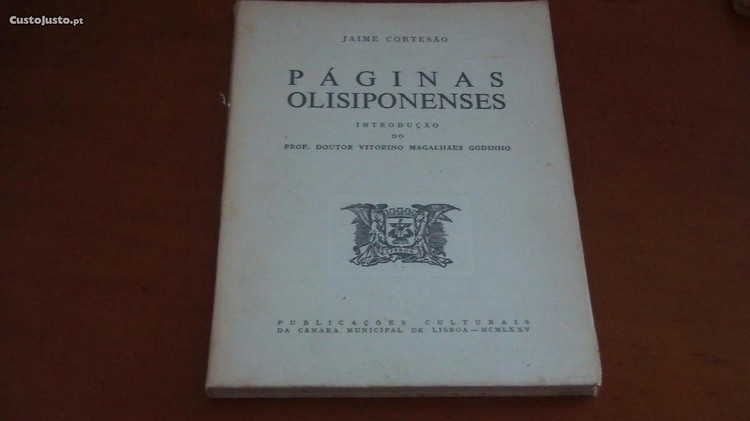 CustoJusto.pt
JAIME CORTESÃO
PÁGINAS
OLISIPONENSES
INTRODUÇÃO
DO
PROF. DOUTOR VITORINO MAGALHÃES GODINHO
LISBOA
PUBLICAÇÕES CULTURAIS
DA CÂMARA MUNICIPAL DE LISBOA — MCMLXXV